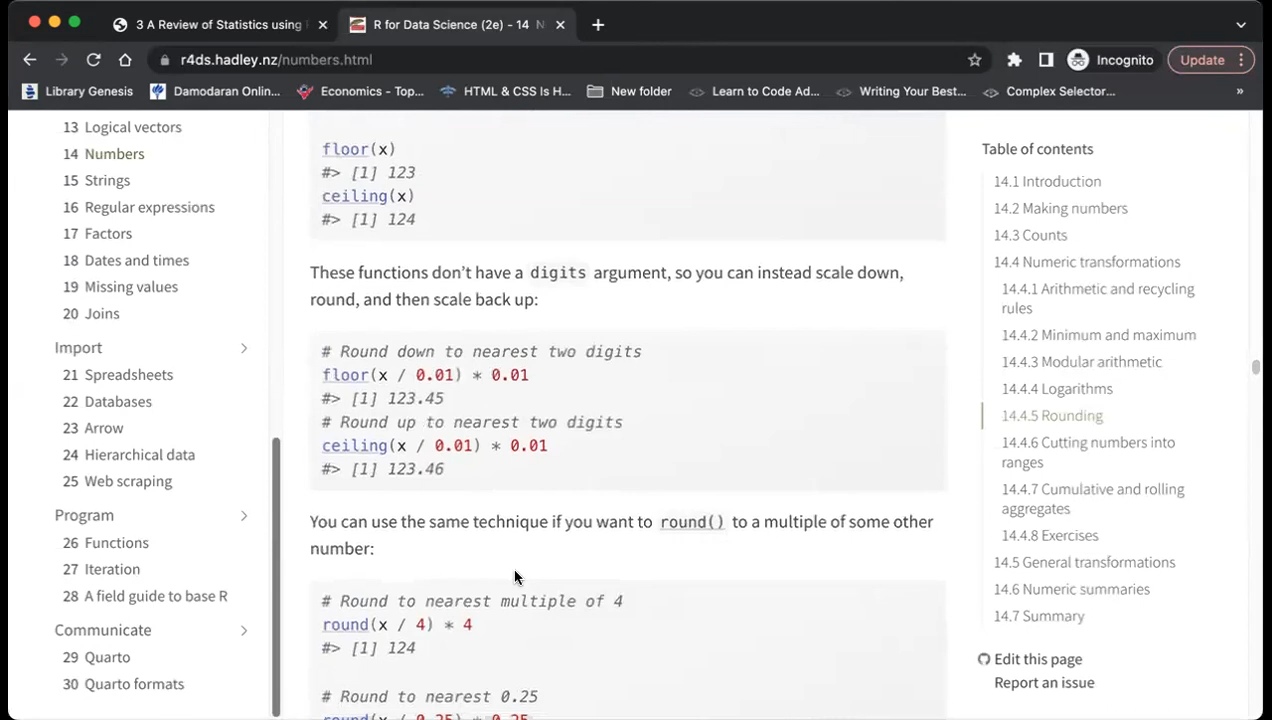 3 A Review of Statistics using
R for Data Science (2e) - 14 N
r4ds.hadley.nz/numbers.html
Incognito
Update
Library Genesis
Damodaran Onlin...
Economics - Top...
HTML & CSS Is H...
New folder
Learn to Code Ad...
Writing Your Best...
Complex Selector...
»
13 Logical vectors
14 Numbers
15 Strings
16 Regular expressions
17 Factors
18 Dates and times
19 Missing values
20 Joins
Import
21 Spreadsheets
22 Databases
23 Arrow
24 Hierarchical data
25 Web scraping
Program
26 Functions
27 Iteration
28 A field guide to base R
Communicate
29 Quarto
30 Quarto formats
floor(x)
#> [1] 123
ceiling(x)
#> [1] 124
These functions don’t have a digits argument, so you can instead scale down,
round, and then scale back up:
# Round down to nearest two digits
floor(x / 0.01) * 0.01
#> [1] 123.45
# Round up to nearest two digits
ceiling(x / 0.01) * 0.01
#> [1] 123.46
You can use the same technique if you want to round() to a multiple of some other
number:
# Round to nearest multiple of 4
round(x / 4) * 4
#> [1] 124
# Round to nearest 0.25
round(x / 0.25) * 0.25
Table of contents
14.1 Introduction
14.2 Making numbers
14.3 Counts
14.4 Numeric transformations
14.4.1 Arithmetic and recycling
rules
14.4.2 Minimum and maximum
14.4.3 Modular arithmetic
14.4.4 Logarithms
14.4.5 Rounding
14.4.6 Cutting numbers into
ranges
14.4.7 Cumulative and rolling
aggregates
14.4.8 Exercises
14.5 General transformations
14.6 Numeric summaries
14.7 Summary
Edit this page
Report an issue